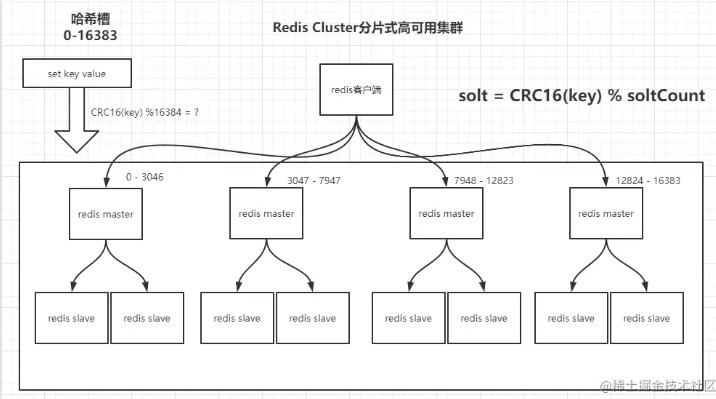 哈希槽
0-16383
Redis Cluster分片式高可用集群
set key value
redis客户端
solt = CRC16(key) % soltCount
CRC16(key) %16384 = ?
0 - 3046
3047 - 7947
7948 - 12823
12824 - 16383
redis master
redis master
redis master
redis master
redis slave
redis slave
redis slave
redis slave
redis slave
redis slave
redis slave
redis slave
@稀土掘金技术社区